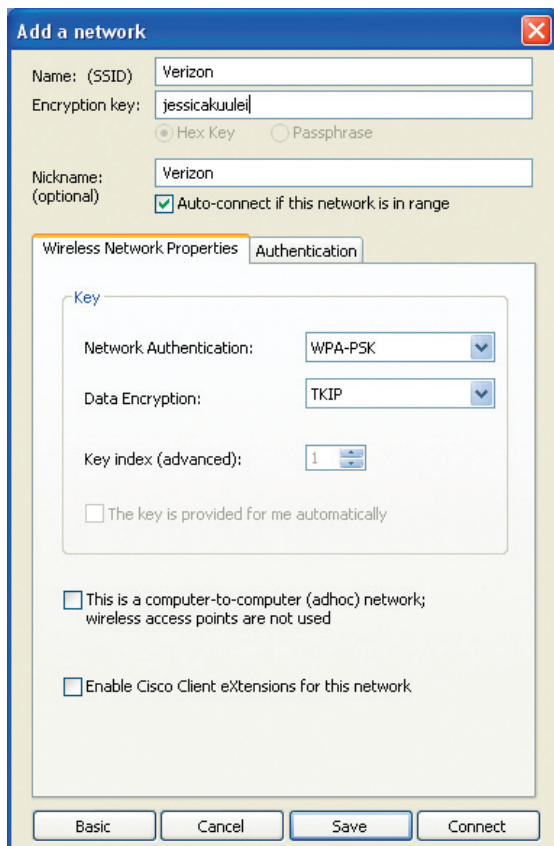 Add a network
Name: (SSID) Verizon
Encryption key: jessicakuulei
Hex Key Passphrase
Nickname: Verizon
(optional)
Auto-connect if this network is in range
Wireless Network Properties Authentication
Key
Network Authentication: WPA-PSK
Data Encryption: TKIP
Key index (advanced): 1
The key is provided for me automatically
This is a computer-to-computer (adhoc) network;
wireless access points are not used
Enable Cisco Client eXtensions for this network
Basic Cancel Save Connect